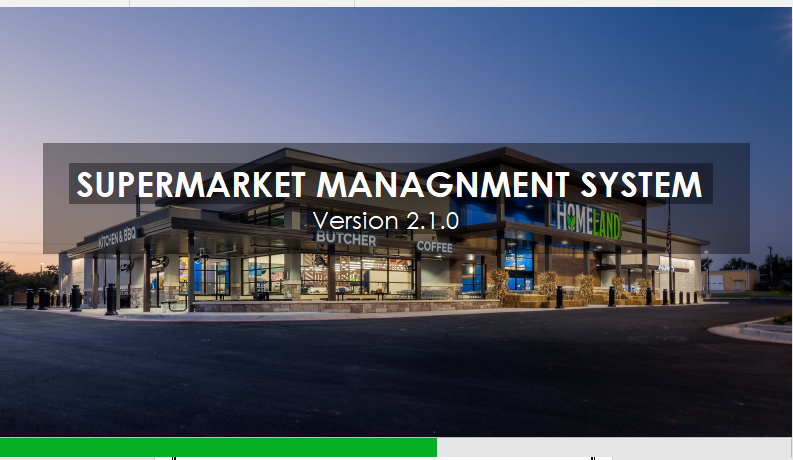 SUPERMARKET MANAGNMENT SYSTEM
Version 2.1.0
HOMELAND
KITCHEN & BBQ
BUTCHER
COFFEE